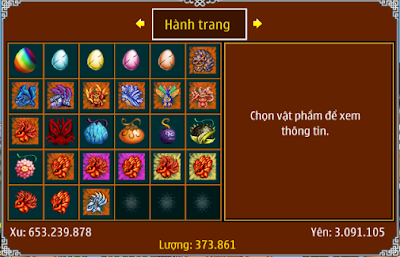 Hành trang
Chọn vật phẩm để xem
thông tin.
Xu: 653.239.878
Yên: 3.091.105
Lượng: 373.861